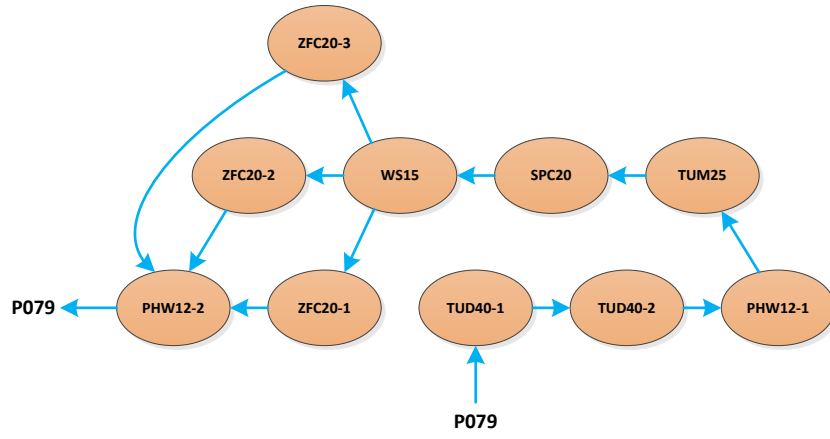 ZFC20-3
ZFC20-2
WS15
SPC20
TUM25
P079
PHW12-2
ZFC20-1
TUD40-1
TUD40-2
PHW12-1
P079